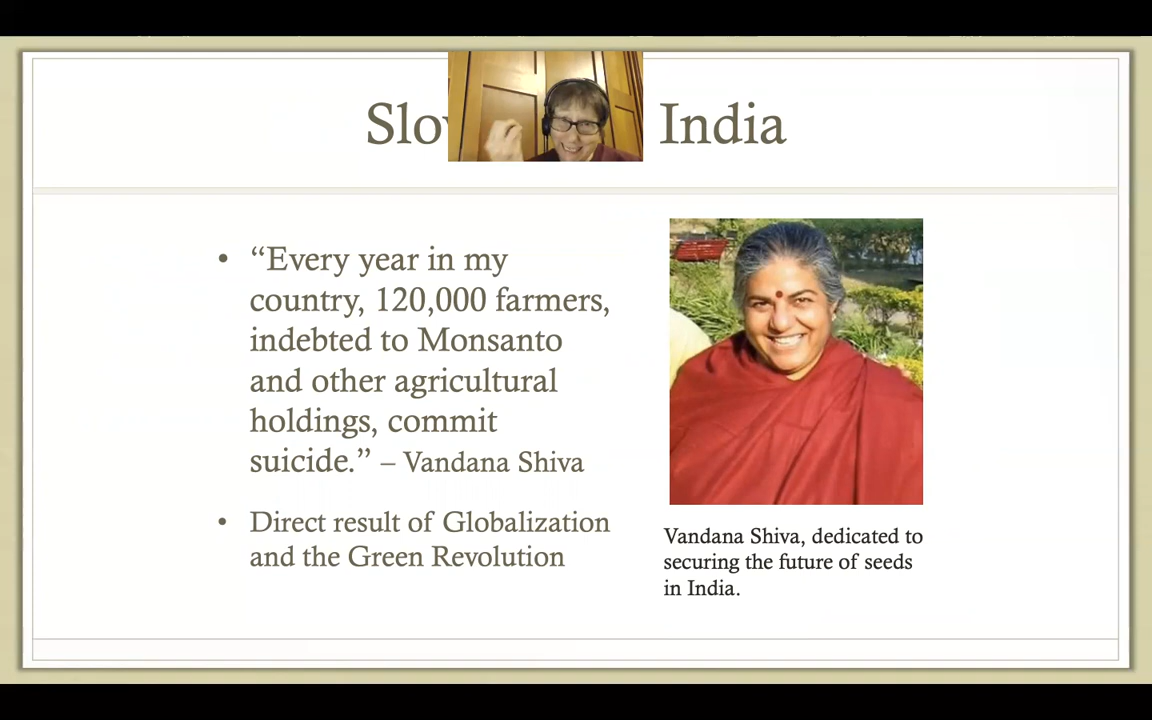 India
• “Every year in my
country, 120,000 farmers,
indebted to Monsanto
and other agricultural
holdings, commit
suicide.” – Vandana Shiva
• Direct result of Globalization
and the Green Revolution
Vandana Shiva, dedicated to
securing the future of seeds
in India.